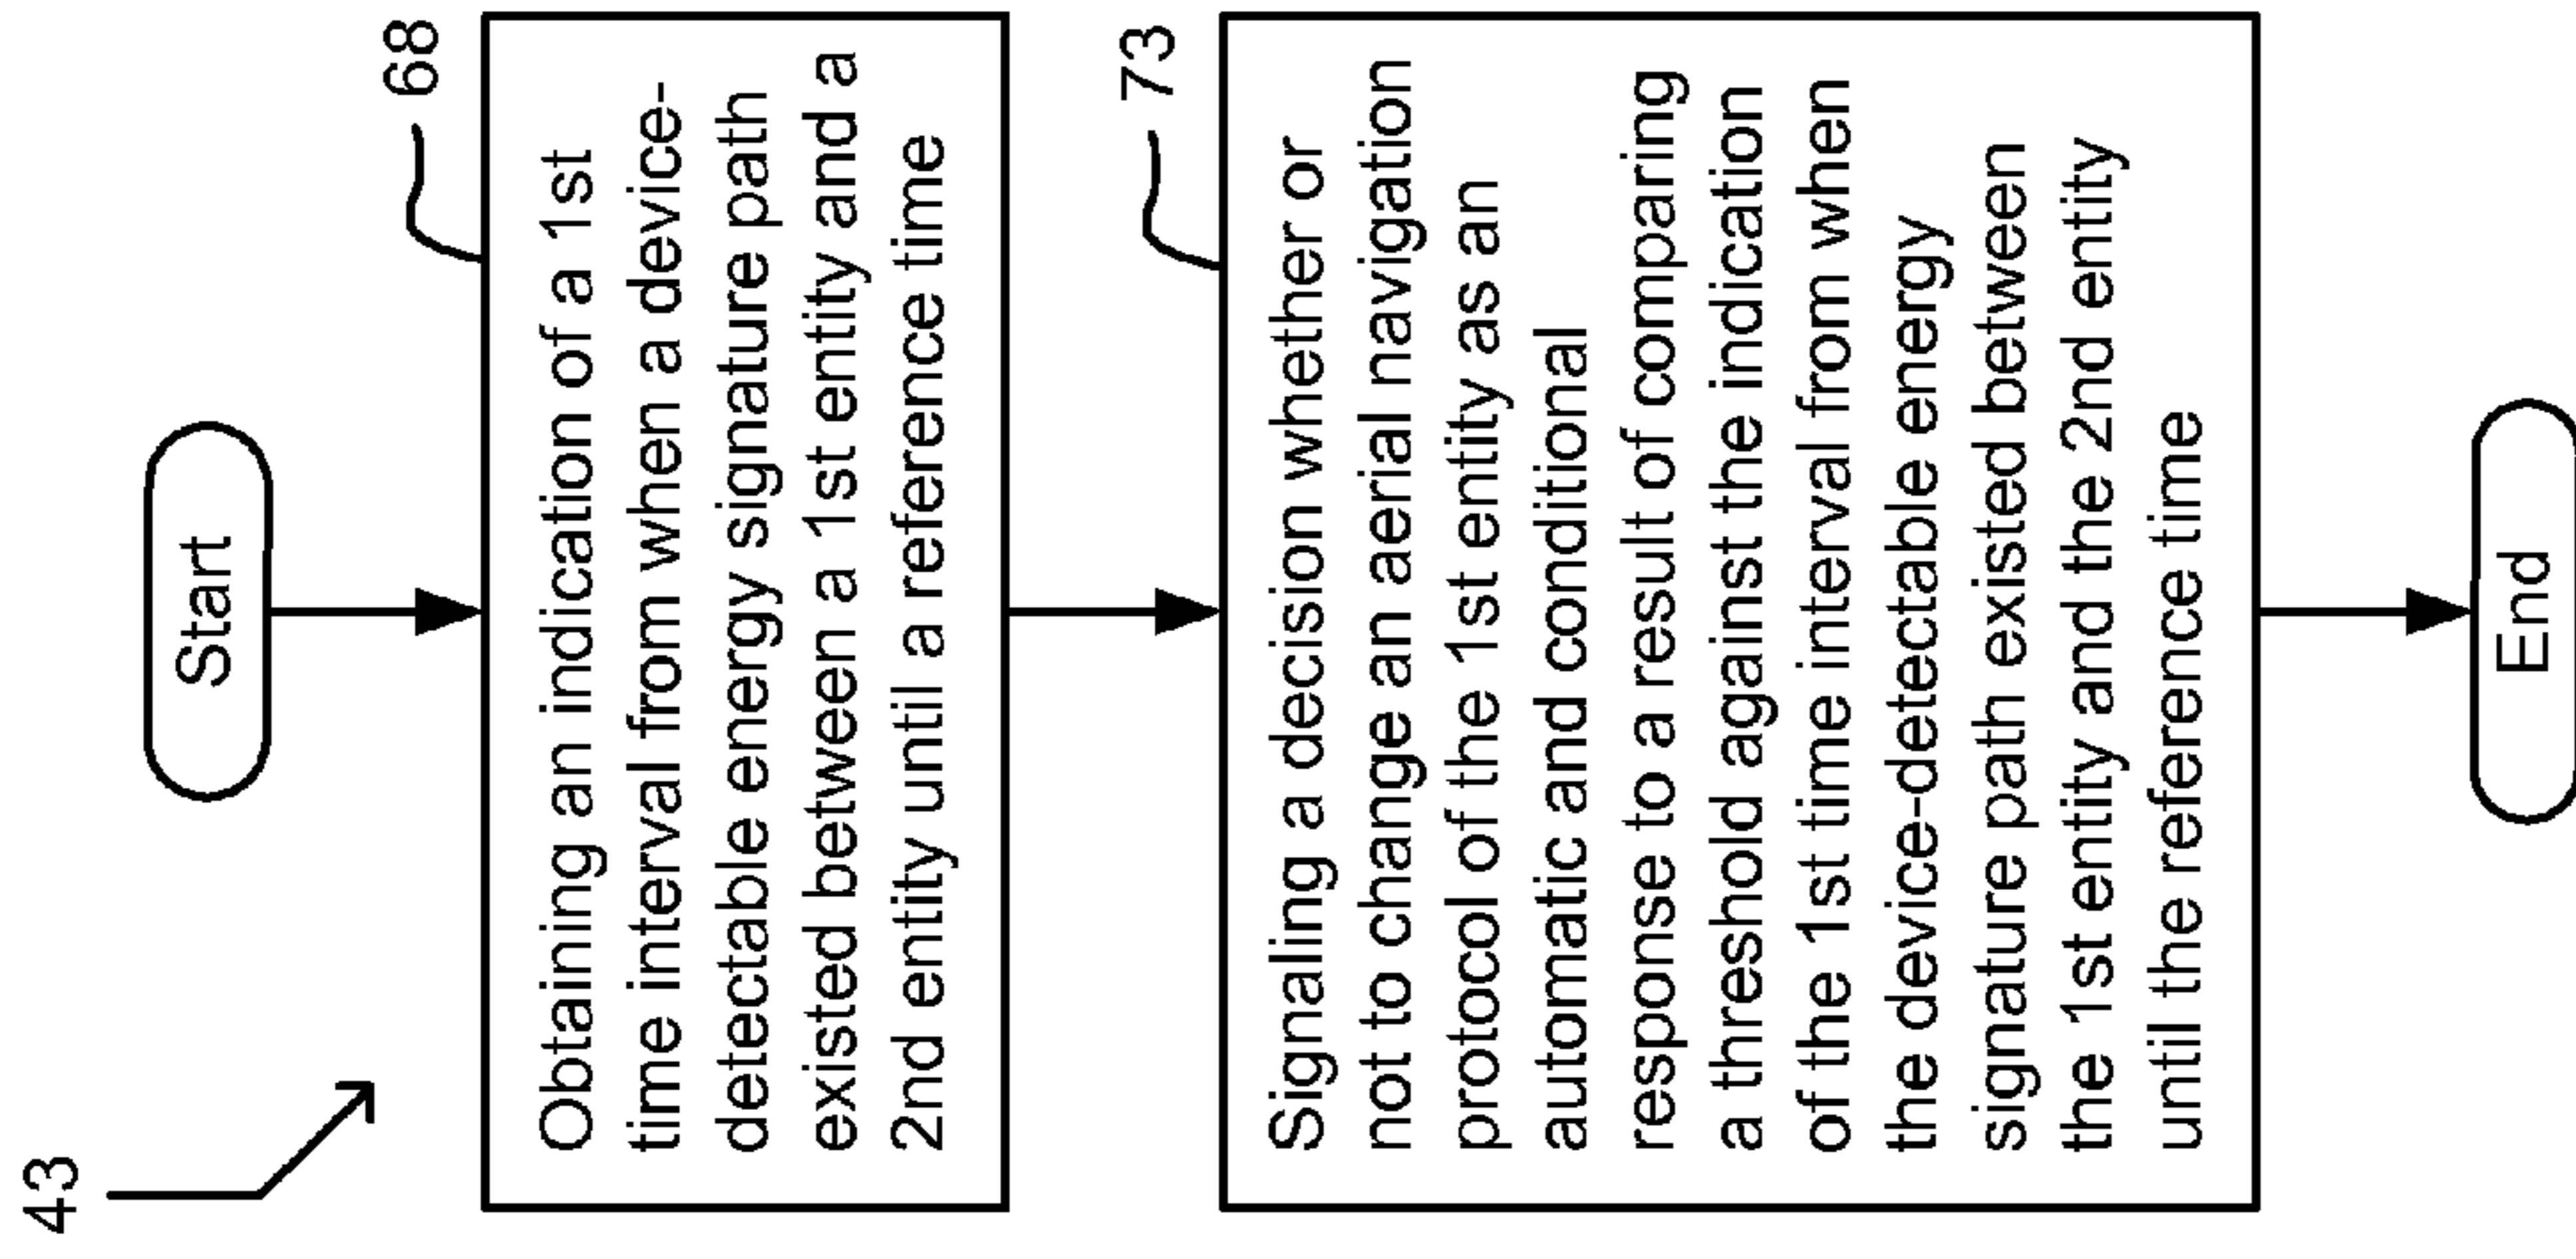 43
Start
68
Obtaining an indication of a 1st
time interval from when a device-
detectable energy signature path
existed between a 1st entity and a
2nd entity until a reference time
73
Signaling a decision whether or
not to change an aerial navigation
protocol of the 1st entity as an
automatic and conditional
response to a result of comparing
a threshold against the indication
of the 1st time interval from when
the device-detectable energy
signature path existed between
the 1st entity and the 2nd entity
until the reference time
End